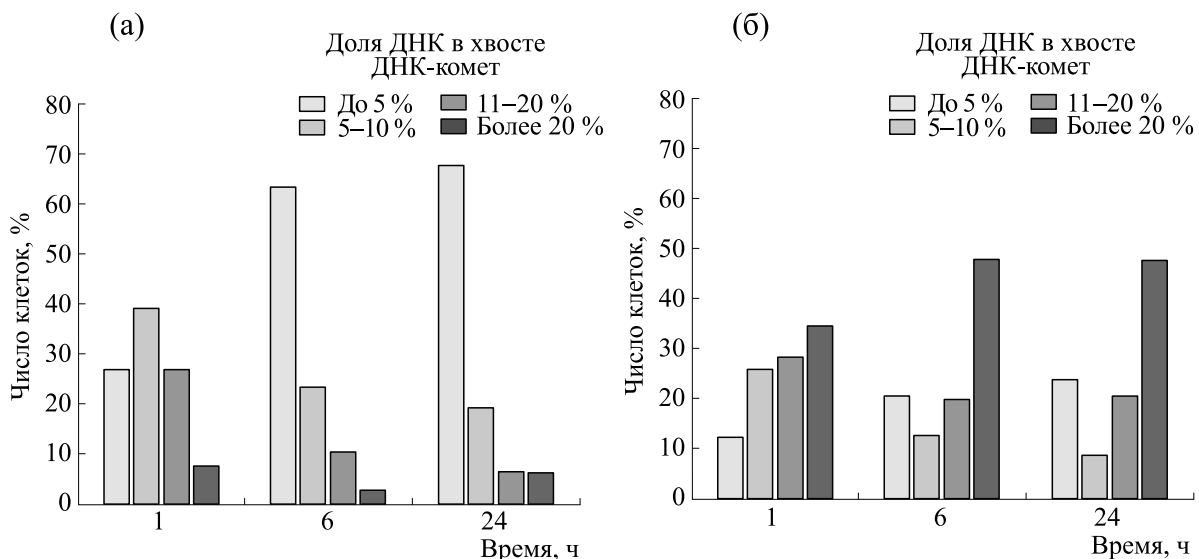 (а)
Доля ДНК в хвосте
ДНК-комет
До 5 % 11–20 %
5–10 % Более 20 %
Число клеток, %
80
70
60
50
40
30
20
10
0
1 6 24
Время, ч
(б)
Доля ДНК в хвосте
ДНК-комет
До 5 % 11–20 %
5–10 % Более 20 %
Число клеток, %
80
70
60
50
40
30
20
10
0
1 6 24
Время, ч